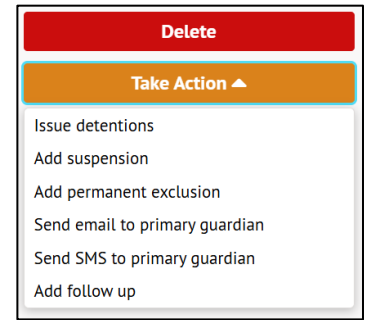 Delete
Take Action
Issue detentions
Add suspension
Add permanent exclusion
Send email to primary guardian
Send SMS to primary guardian
Add follow up